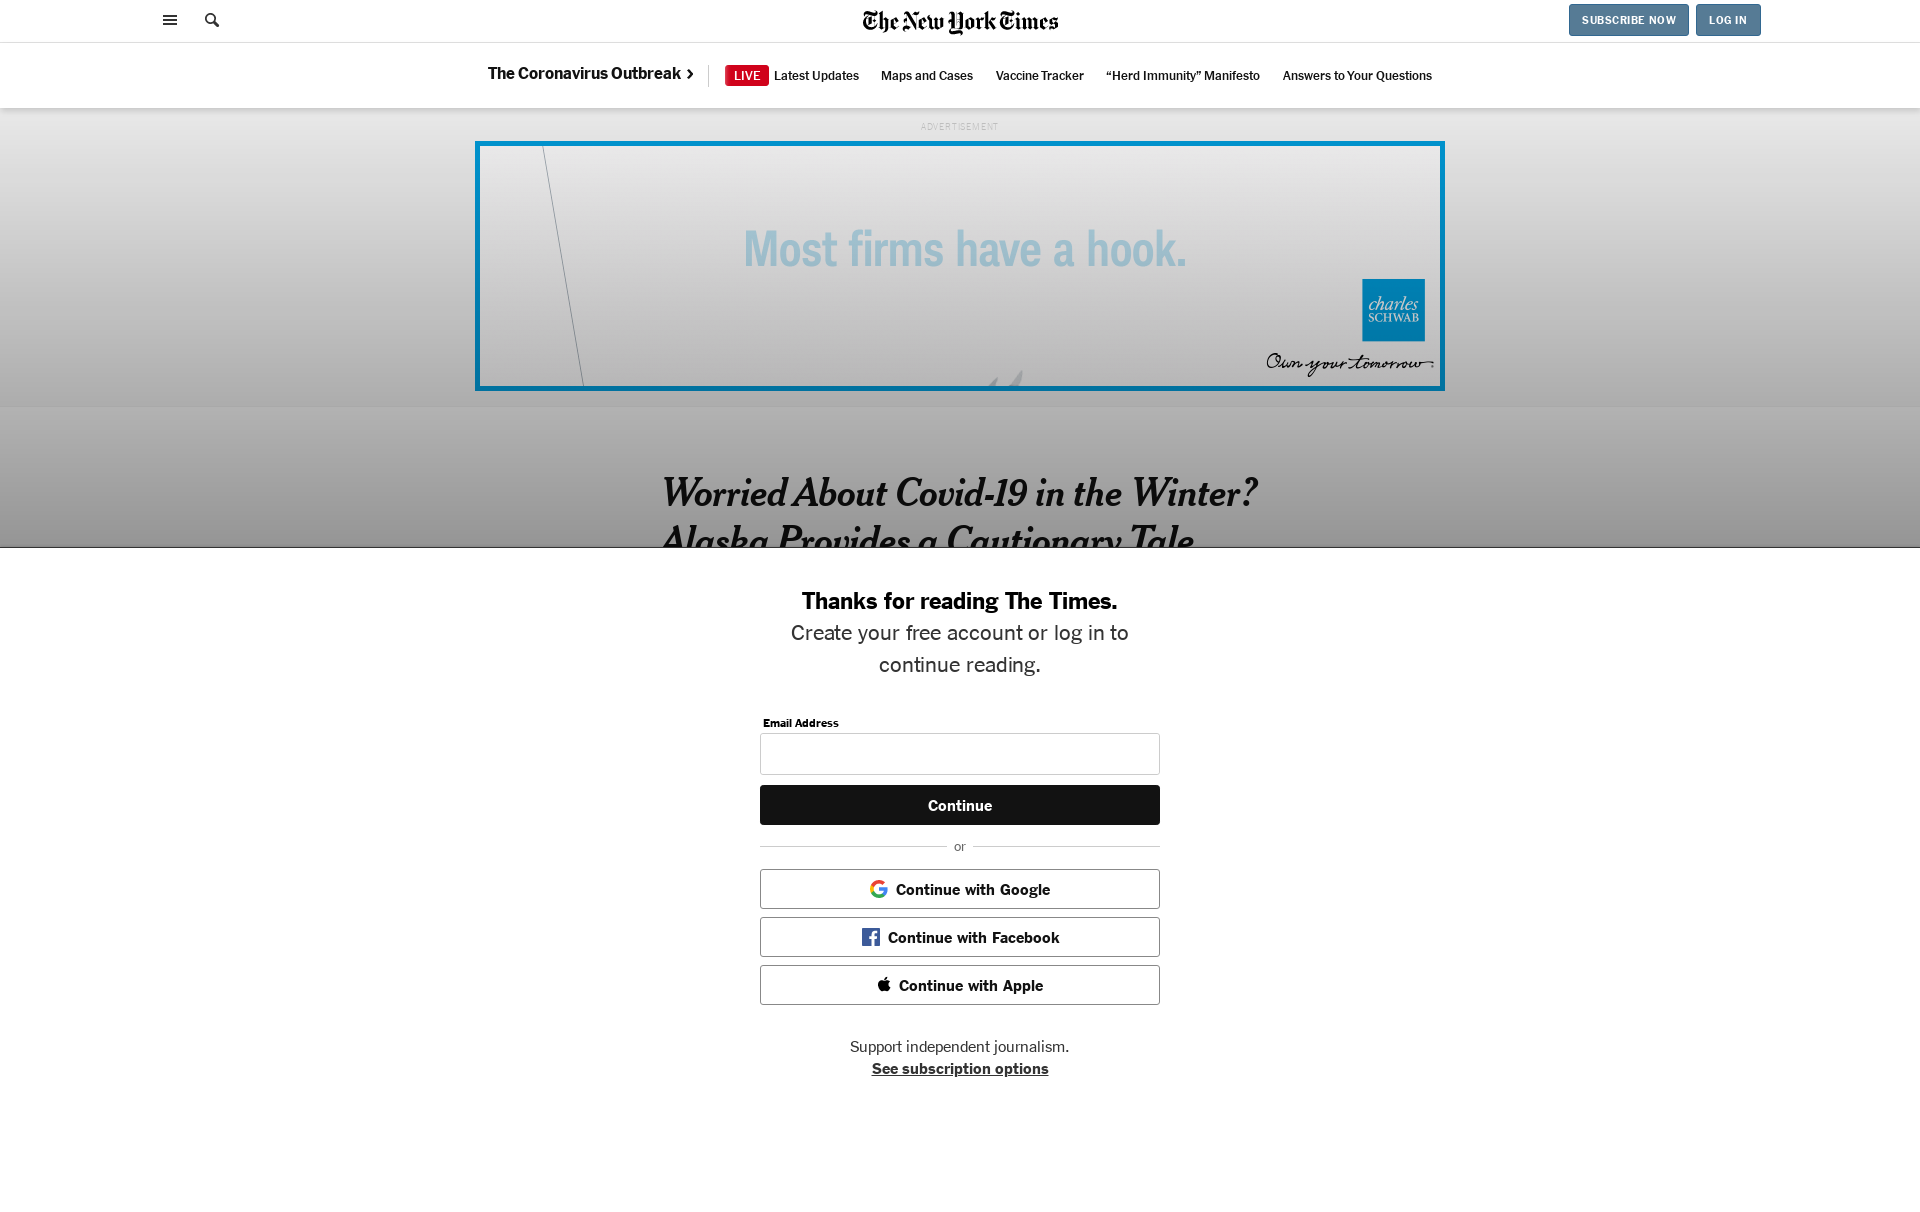 The New York Times
SUBSCRIBE NOW
LOG IN
The Coronavirus Outbreak
LIVE Latest Updates
Maps and Cases
Vaccine Tracker
“Herd Immunity” Manifesto
Answers to Your Questions
ADVERTISEMENT
Most firms have a hook.
charles
SCHWAB
Own your tomorrow.
Worried About Covid-19 in the Winter?
Alaska Provides a Cautionary Tale
Thanks for reading The Times.
Create your free account or log in to
continue reading.
Email Address
Continue
or
Continue with Google
Continue with Facebook
Continue with Apple
Support independent journalism.
See subscription options